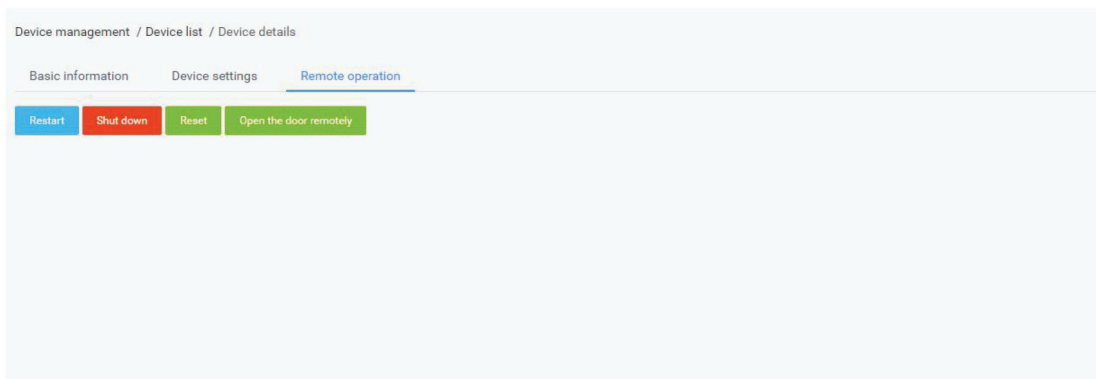 Device management / Device list / Device details
Basic information Device settings Remote operation
Restart Shut down Reset Open the door remotely